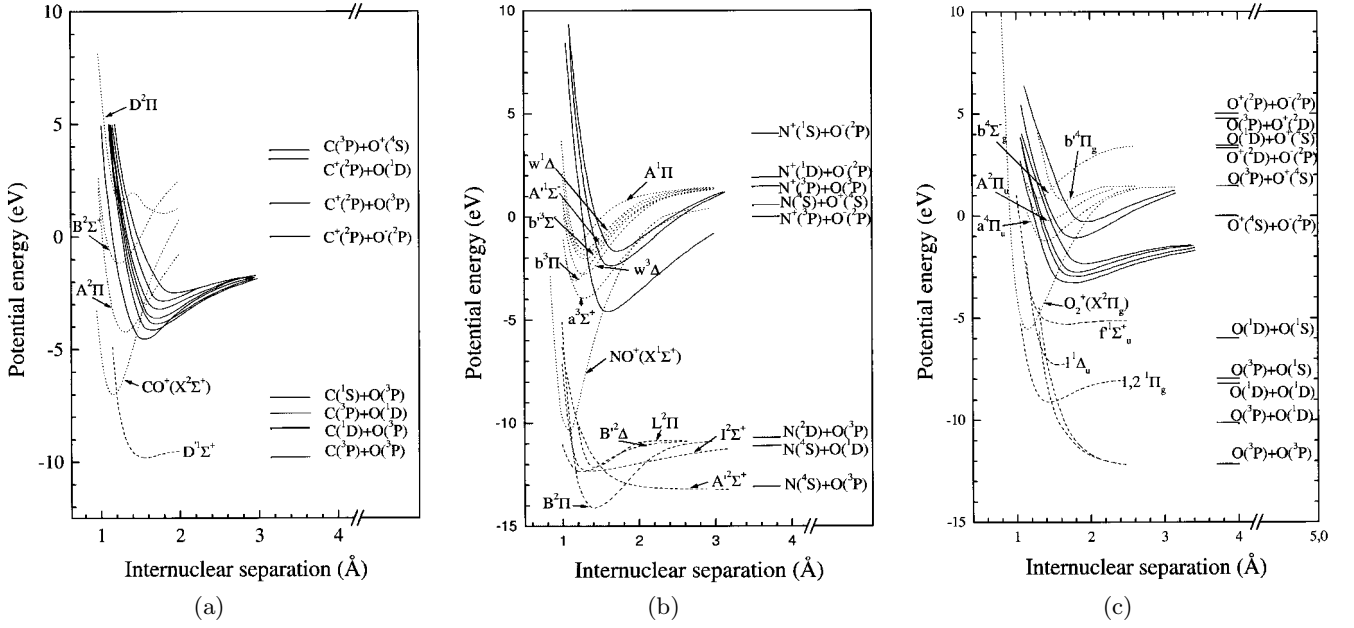 10
5
0
-5
-10
Potential energy (eV)
D²Π
B²Σ⁺
A²Π
CO⁺(X²Σ⁺)
D'¹Σ⁺
C(³P)+O⁺(⁴S)
C⁺(²P)+O(¹D)
C⁺(²P)+O(³P)
C⁺(²P)+O⁻(²P)
C(¹S)+O(³P)
C(³P)+O(¹D)
C(¹D)+O(³P)
C(³P)+O(³P)
1 2 3 4
Internuclear separation (Å)
(a)
10
5
0
-5
-10
-15
Potential energy (eV)
w¹Δ
A'¹Σ⁻
b'³Σ⁻
b³Π
a³Σ⁺
A¹Π
w³Δ
NO⁺(X¹Σ⁺)
B'²Δ
L²Π
I²Σ⁺
A'²Σ⁺
B²Π
N⁺(¹S)+O⁻(²P)
N⁺(¹D)+O⁻(²P)
N⁺(³P)+O(³P)
N(⁴S)+O⁺(⁴S)
N⁺(³P)+O⁻(²P)
N(²D)+O(³P)
N(⁴S)+O(¹D)
N(⁴S)+O(³P)
1 2 3 4
Internuclear separation (Å)
(b)
10
5
0
-5
-10
-15
Potential energy (eV)
b⁴Σ⁻g
A²Πu
a⁴Πu
b'⁴Πg
O₂⁺(X²Πg)
f'¹Σ⁺u
1¹Δu
1,2 ¹Πg
O⁺(²P)+O⁻(²P)
O(³P)+O⁺(²D)
O(¹D)+O⁺(⁴S)
O⁺(²D)+O⁻(²P)
O(³P)+O⁺(⁴S)
O⁺(⁴S)+O⁻(²P)
O(¹D)+O(¹S)
O(³P)+O(¹S)
O(¹D)+O(¹D)
O(³P)+O(¹D)
O(³P)+O(³P)
1 2 3 4 5,0
Internuclear separation (Å)
(c)